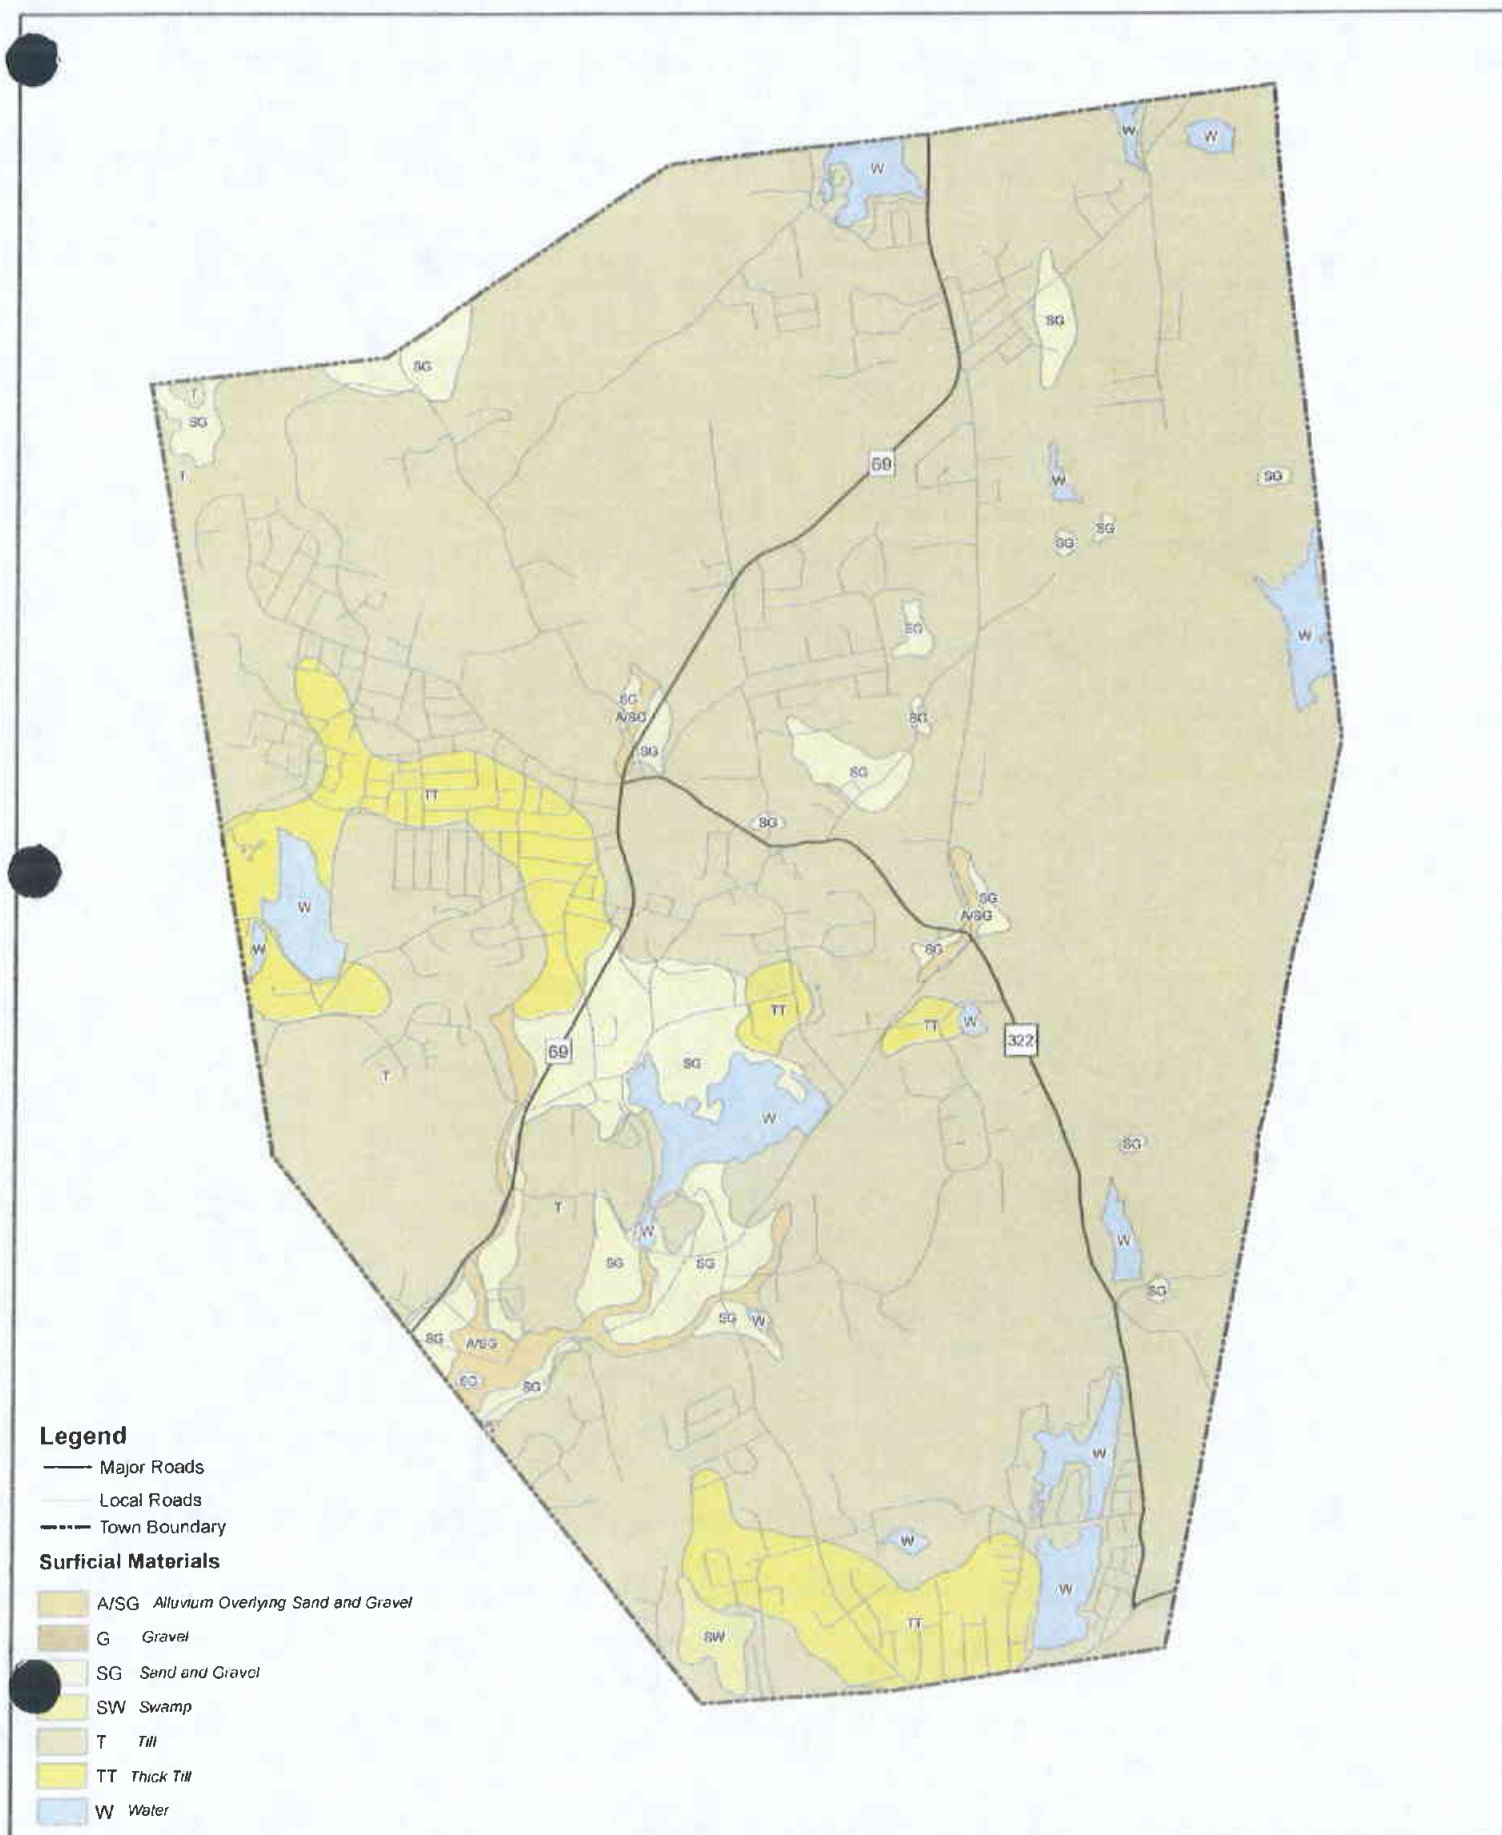 W
W
W
SG
SG
T
SG
T
69
W
SG
SG
SG
SG
W
SG
A/SG
SG
SG
SG
TT
SG
W
SG
A/SG
SG
W
TT
TT
W
69
322
SG
T
W
SG
T
W
W
SG
SG
SG
SG
W
SG
A/SG
SG
SG
W
W
W
TT
SW
Legend
Major Roads
Local Roads
Town Boundary
Surficial Materials
A/SG Alluvium Overlying Sand and Gravel
G Gravel
SG Sand and Gravel
SW Swamp
T Till
TT Thick Till
W Water